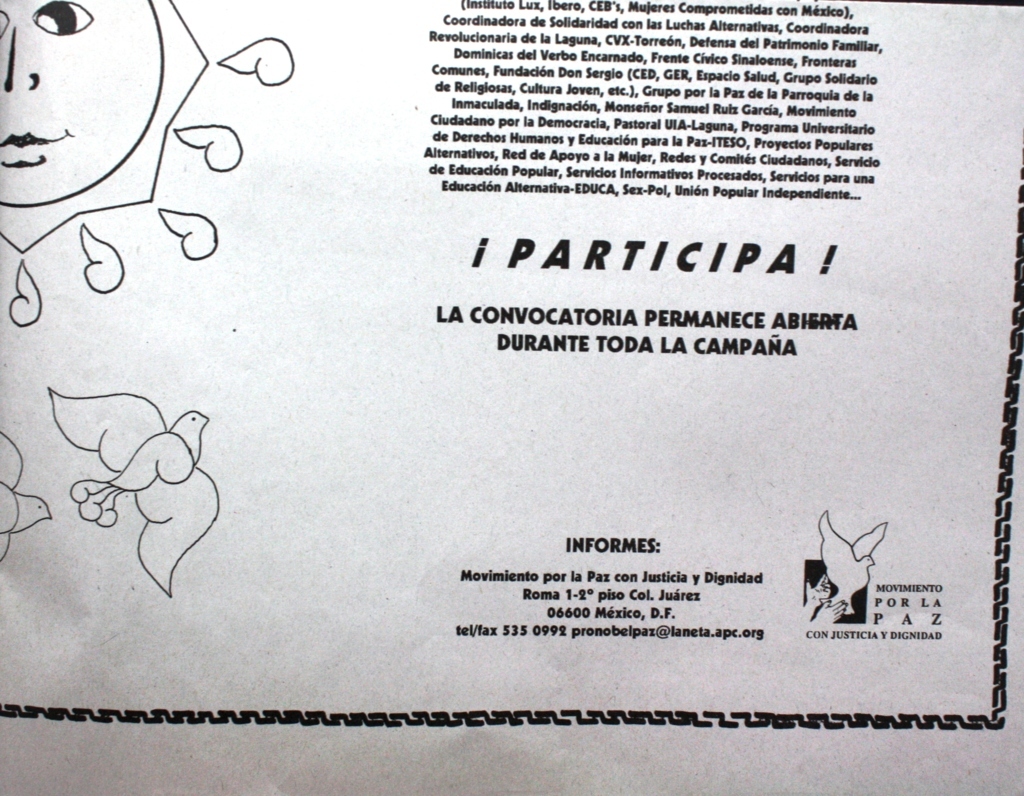 (Instituto Lux, Ibero, CEB's, Mujeres Comprometidas con México),
Coordinadora de Solidaridad con las Luchas Alternativas, Coordinadora
Revolucionaria de la Laguna, CVX-Torreón, Defensa del Patrimonio Familiar,
Dominicas del Verbo Encarnado, Frente Cívico Sinaloense, Fronteras
Comunes, Fundación Don Sergio (CED, GER, Espacio Salud, Grupo Solidario
de Religiosas, Cultura Joven, etc.), Grupo por la Paz de la Parroquia de la
Inmaculada, Indignación, Monseñor Samuel Ruiz García, Movimiento
Ciudadano por la Democracia, Pastoral UIA-Laguna, Programa Universitario
de Derechos Humanos y Educación para la Paz-ITESO, Proyectos Populares
Alternativos, Red de Apoyo a la Mujer, Redes y Comités Ciudadanos, Servicio
de Educación Popular, Servicios Informativos Procesados, Servicios para una
Educación Alternativa-EDUCA, Sex-Pol, Unión Popular Independiente...
¡ PARTICIPA !
LA CONVOCATORIA PERMANECE ABIERTA
DURANTE TODA LA CAMPAÑA
INFORMES:
Movimiento por la Paz con Justicia y Dignidad
Roma 1-2º piso Col. Juárez
06600 México, D.F.
tel/fax 535 0992 pronobelpaz@laneta.apc.org
MOVIMIENTO
POR LA
PAZ
CON JUSTICIA Y DIGNIDAD